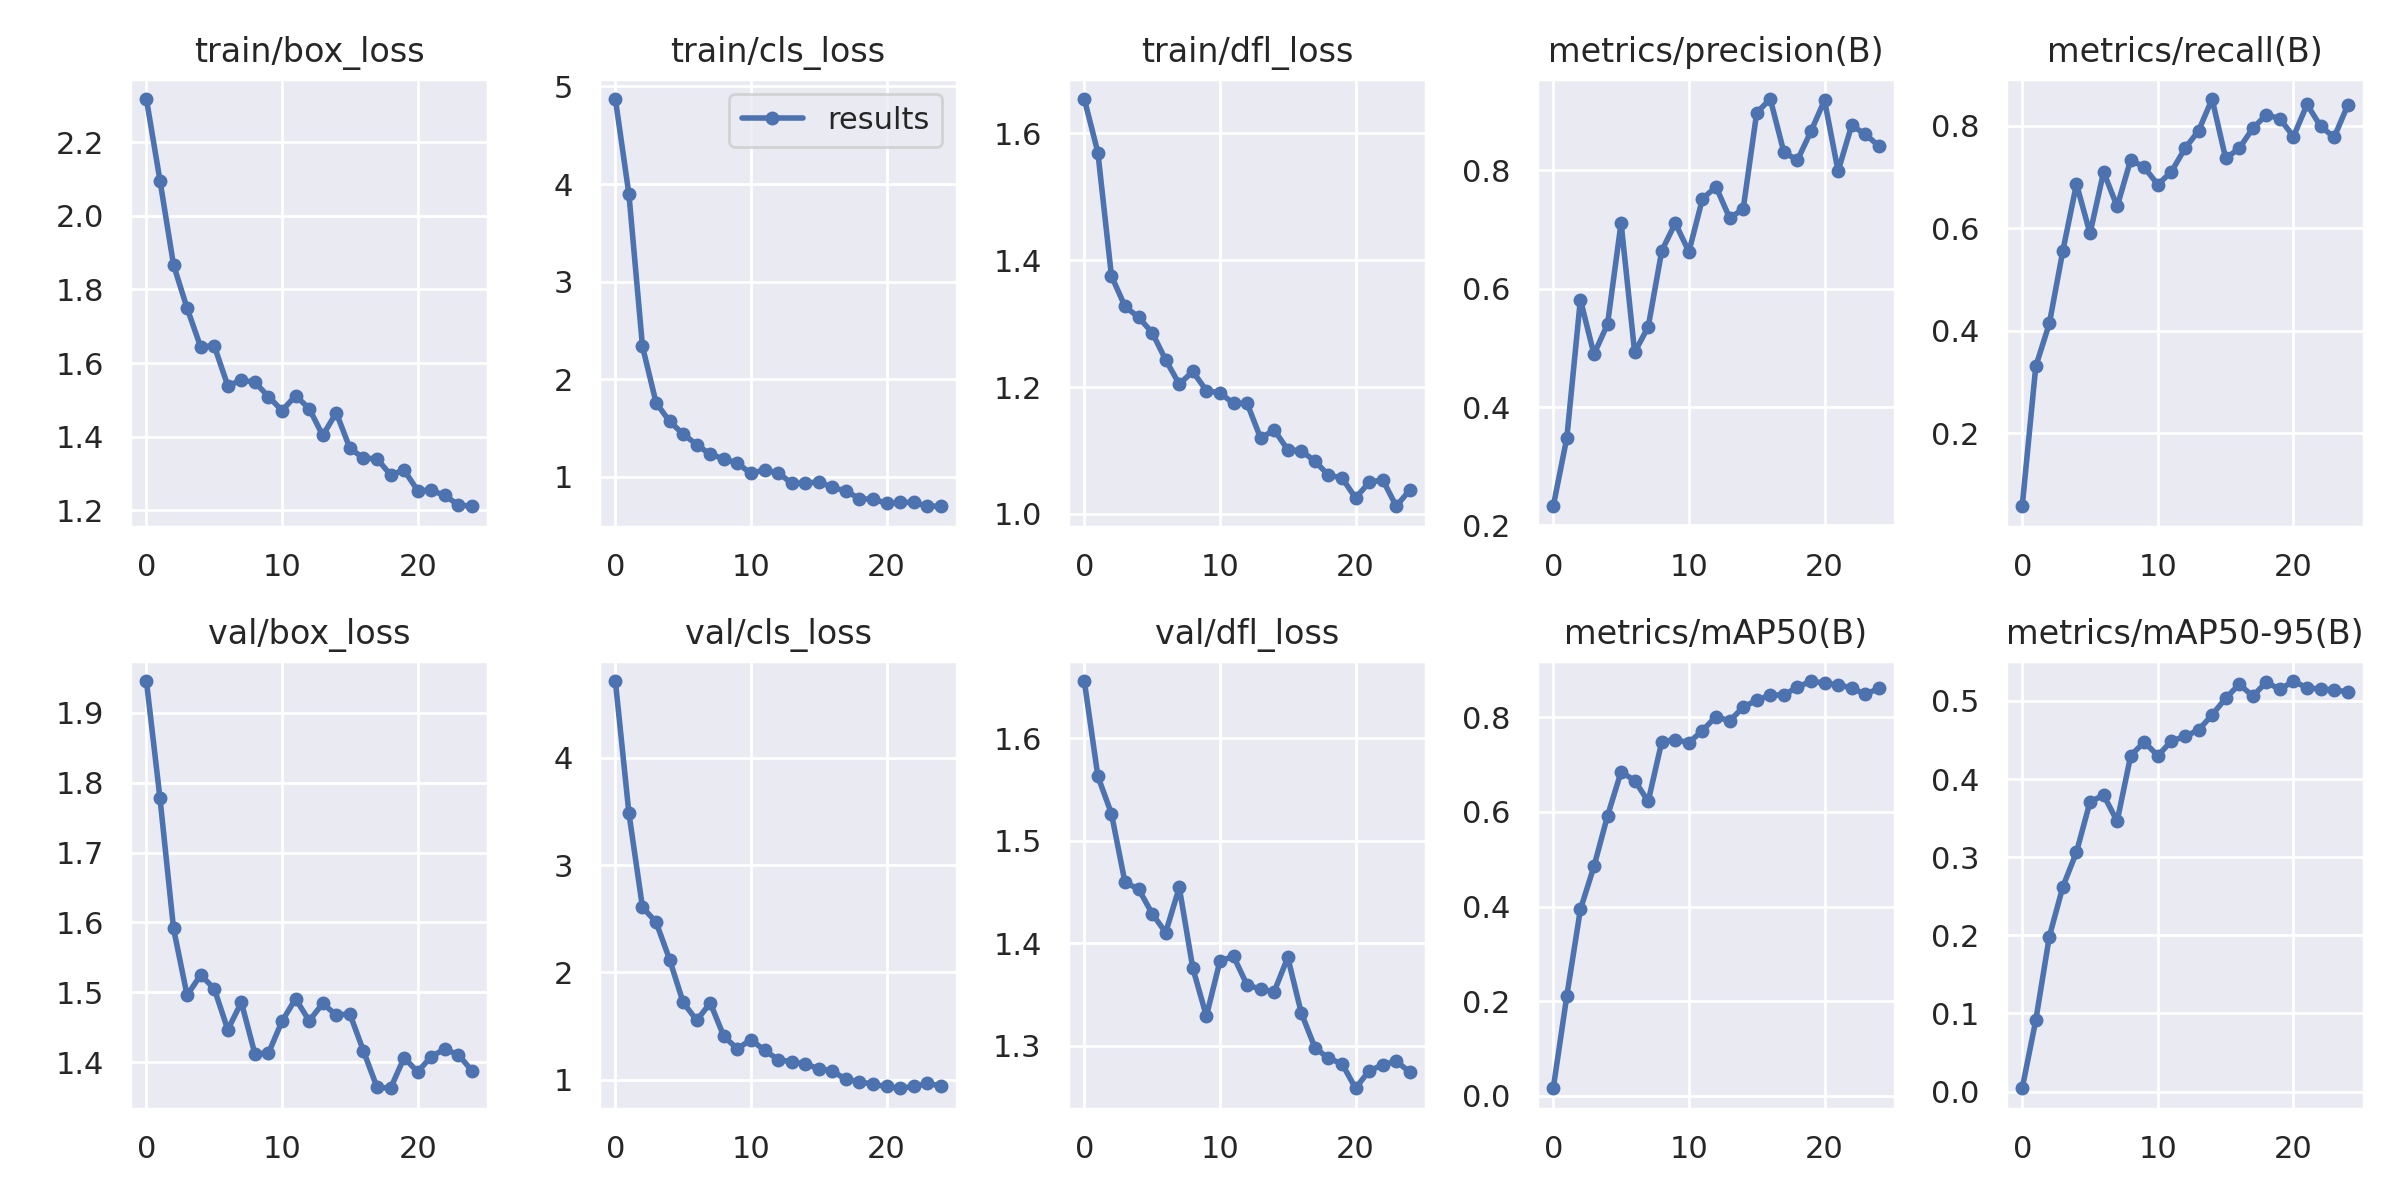 train/box_loss
2.2
2.0
1.8
1.6
1.4
1.2
0 10 20
train/cls_loss
results
5
4
3
2
1
0 10 20
train/dfl_loss
1.6
1.4
1.2
1.0
0 10 20
metrics/precision(B)
0.8
0.6
0.4
0.2
0 10 20
metrics/recall(B)
0.8
0.6
0.4
0.2
0 10 20
val/box_loss
1.9
1.8
1.7
1.6
1.5
1.4
0 10 20
val/cls_loss
4
3
2
1
0 10 20
val/dfl_loss
1.6
1.5
1.4
1.3
0 10 20
metrics/mAP50(B)
0.8
0.6
0.4
0.2
0.0
0 10 20
metrics/mAP50-95(B)
0.5
0.4
0.3
0.2
0.1
0.0
0 10 20